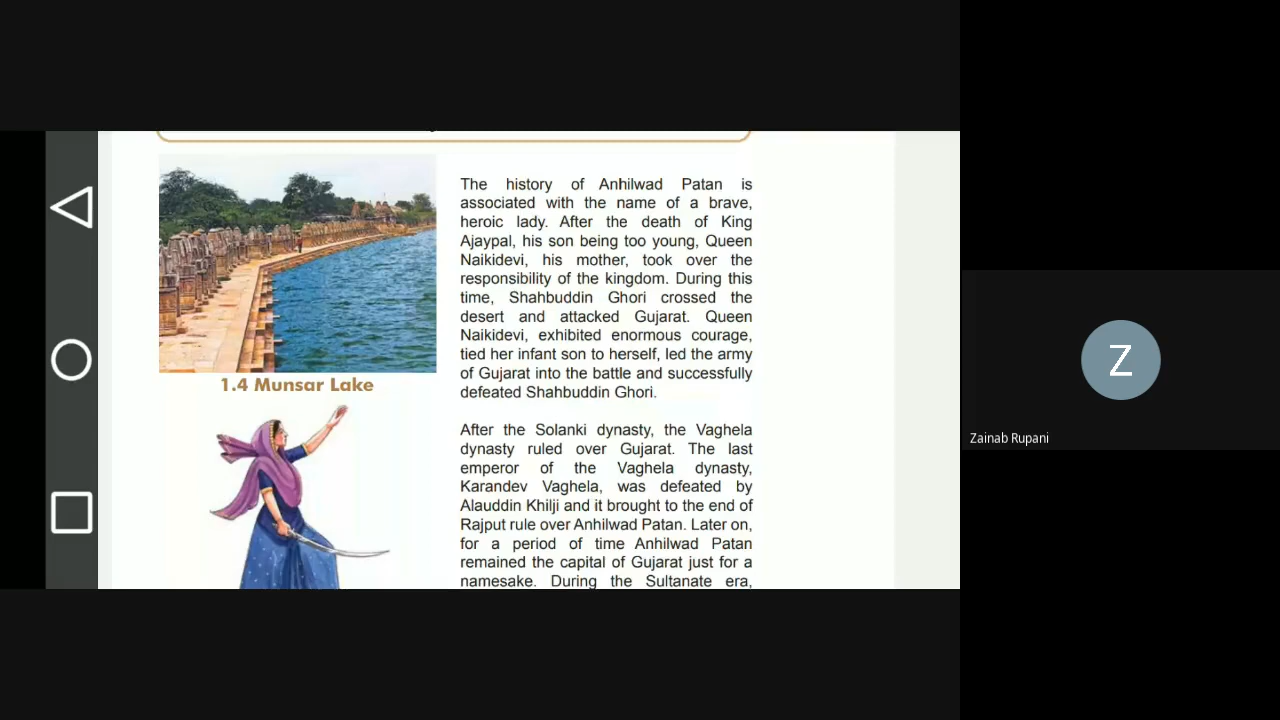 The history of Anhilwad Patan is
associated with the name of a brave,
heroic lady. After the death of King
Ajaypal, his son being too young, Queen
Naikidevi, his mother, took over the
responsibility of the kingdom. During this
time, Shahbuddin Ghori crossed the
desert and attacked Gujarat. Queen
Naikidevi, exhibited enormous courage,
tied her infant son to herself, led the army
of Gujarat into the battle and successfully
defeated Shahbuddin Ghori.
1.4 Munsar Lake
After the Solanki dynasty, the Vaghela
dynasty ruled over Gujarat. The last
emperor of the Vaghela dynasty,
Karandev Vaghela, was defeated by
Alauddin Khilji and it brought to the end of
Rajput rule over Anhilwad Patan. Later on,
for a period of time Anhilwad Patan
remained the capital of Gujarat just for a
namesake. During the Sultanate era,
Z
Zainab Rupani